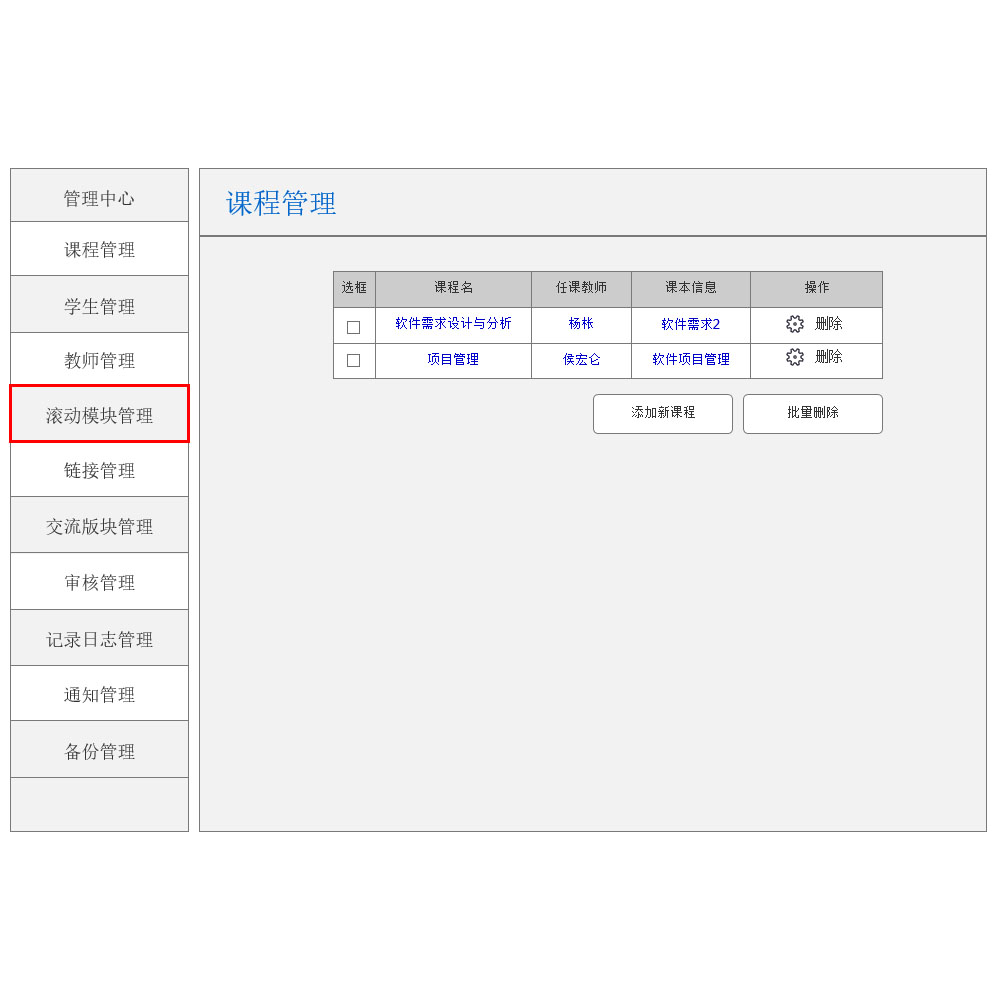 管理中心
课程管理
学生管理
教师管理
滚动模块管理
链接管理
交流版块管理
审核管理
记录日志管理
通知管理
备份管理
课程管理
选框 课程名 任课教师 课本信息 操作
软件需求设计与分析 杨枨 软件需求2 删除
项目管理 侯宏仑 软件项目管理 删除
添加新课程 批量删除